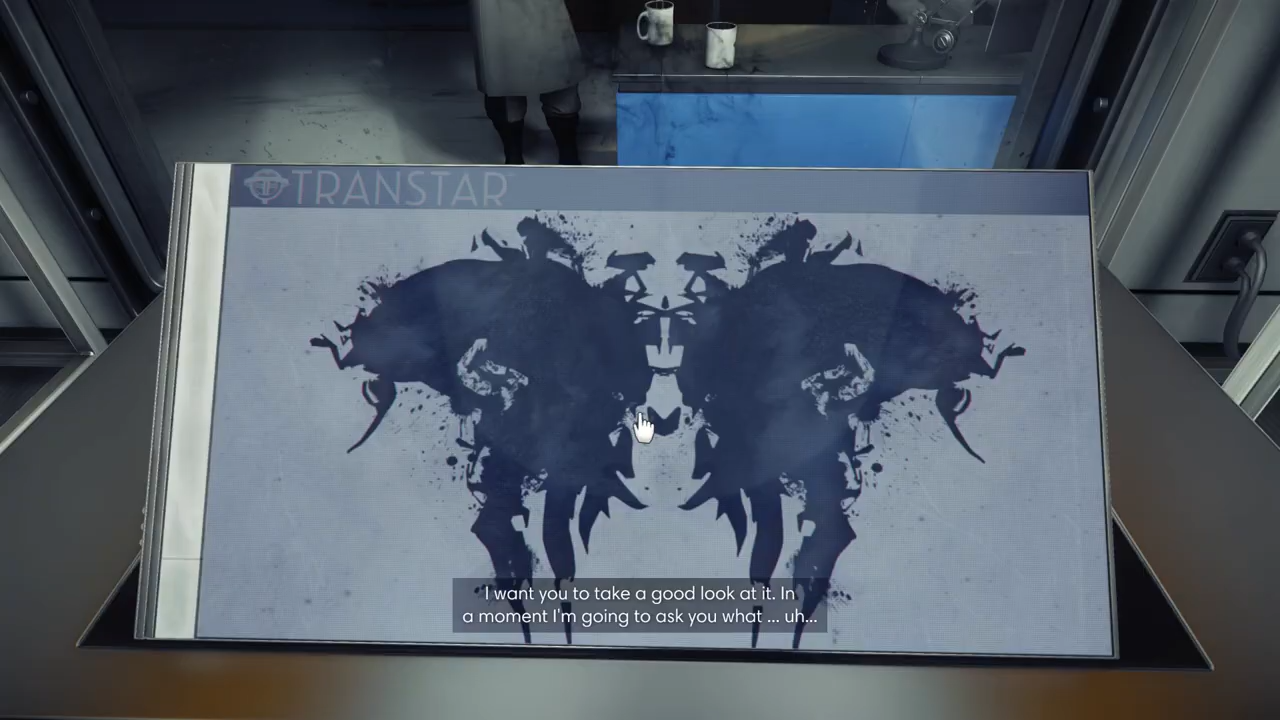 TRANSTAR
I want you to take a good look at it. In
a moment I'm going to ask you what ... uh...